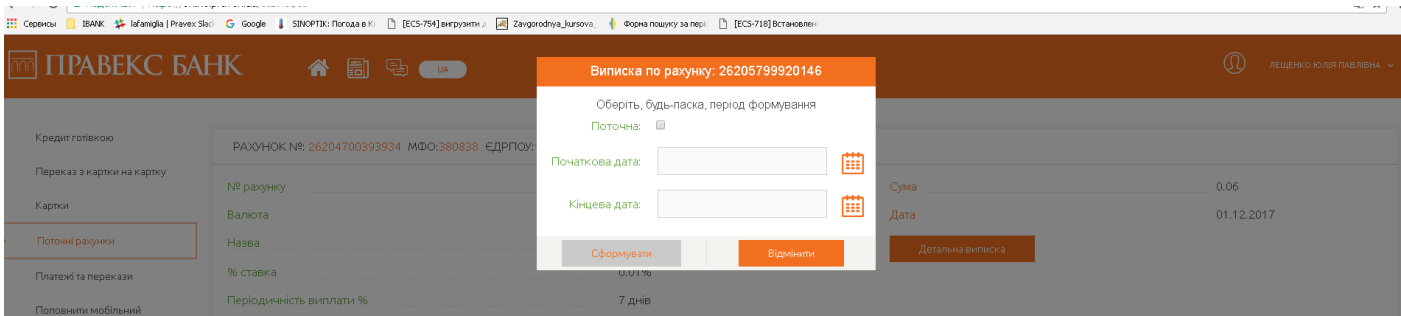 Сервисы IBANK lafamiglia | Pravex Slac Google SINOPTIK: Погода в К [ECS-754] вигрузити д Zavgorodnya_kursova_ Форма пошуку за пері [ECS-718] Встановлен
ПРАВЕКС БАНК UA ЛЕЩЕНКО ЮЛІЯ ПАВЛІВНА
Виписка по рахунку: 26205799920146
Оберіть, будь-ласка, період формування
Поточна:
Початкова дата:
Кінцева дата:
Сформувати Відмінити
Кредит готівкою
Переказ з картки на картку
Картки
Поточні рахунки
Платежі та перекази
Поповнити мобільний
РАХУНОК №: 26204700393934 МФО:380838 ЄДРПОУ:
№ рахунку
Валюта
Назва
% ставка 0.01%
Періодичність виплати % 7 днів
Сума 0.06
Дата 01.12.2017
Детальна виписка